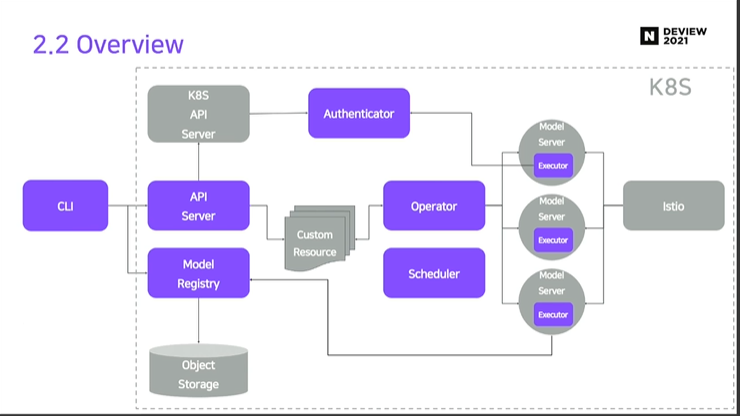 2.2 Overview
N DEVIEW
2021
K8S
K8S
API
Server
Authenticator
Model
Server
Executor
CLI
API
Server
Custom
Resource
Operator
Model
Server
Executor
Istio
Model
Registry
Scheduler
Model
Server
Executor
Object
Storage